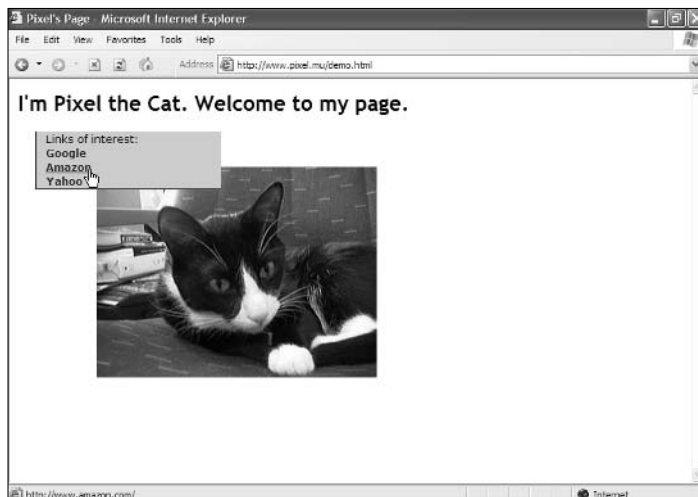 Pixel's Page - Microsoft Internet Explorer
File Edit View Favorites Tools Help
Address http://www.pixel.mu/demo.html
I'm Pixel the Cat. Welcome to my page.
Links of interest:
Google
Amazon
Yahoo
http://www.amazon.com/
Internet